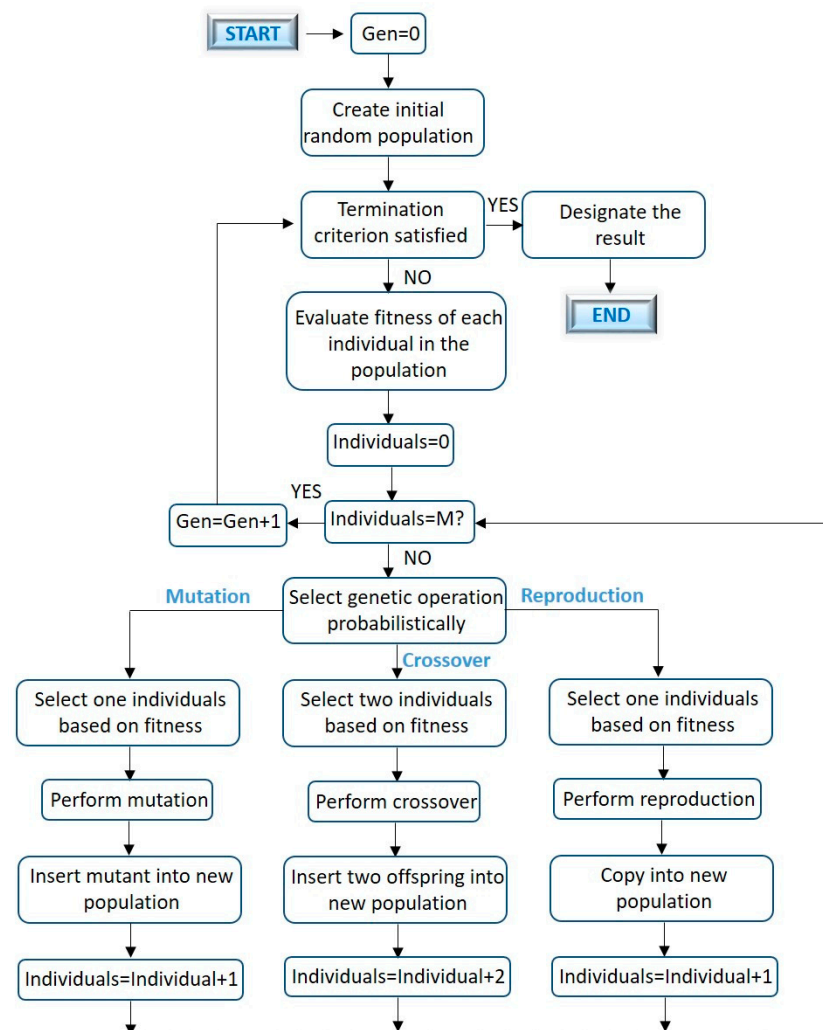 START
Gen=0
Create initial
random population
Termination
criterion satisfied
YES
Designate the
result
NO
END
Evaluate fitness of each
individual in the
population
Individuals=0
YES
Gen=Gen+1
Individuals=M?
NO
Mutation
Select genetic operation
probabilistically
Reproduction
Crossover
Select one individuals
based on fitness
Select two individuals
based on fitness
Select one individuals
based on fitness
Perform mutation
Perform crossover
Perform reproduction
Insert mutant into new
population
Insert two offspring into
new population
Copy into new
population
Individuals=Individual+1
Individuals=Individual+2
Individuals=Individual+1